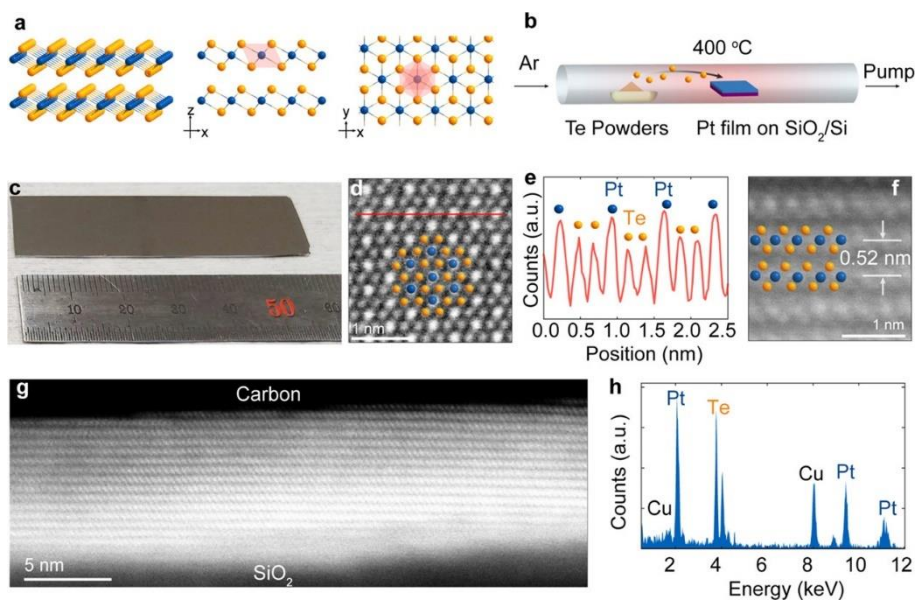 a
z
x
y
x
b
400 °C
Ar
Pump
Te Powders
Pt film on SiO₂/Si
c
10
20
30
40
50
60
d
1 nm
e
Pt
Pt
Te
Counts (a.u.)
0.0 0.5 1.0 1.5 2.0 2.5
Position (nm)
f
0.52 nm
1 nm
g
Carbon
5 nm
SiO₂
h
Pt
Te
Cu
Cu
Pt
Pt
Counts (a.u.)
2 4 6 8 10 12
Energy (keV)